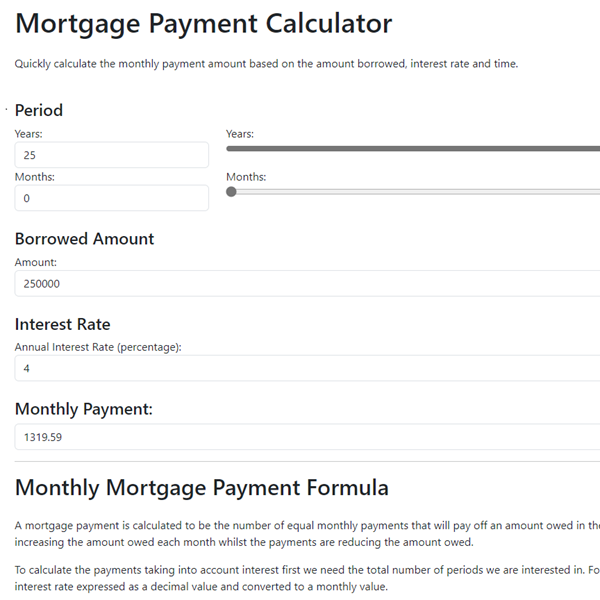 Mortgage Payment Calculator
Quickly calculate the monthly payment amount based on the amount borrowed, interest rate and time.
Period
Years:
Years:
25
Months:
Months:
0
Borrowed Amount
Amount:
250000
Interest Rate
Annual Interest Rate (percentage):
4
Monthly Payment:
1319.59
Monthly Mortgage Payment Formula
A mortgage payment is calculated to be the number of equal monthly payments that will pay off an amount owed in the
increasing the amount owed each month whilst the payments are reducing the amount owed.
To calculate the payments taking into account interest first we need the total number of periods we are interested in. Fo
interest rate expressed as a decimal value and converted to a monthly value.